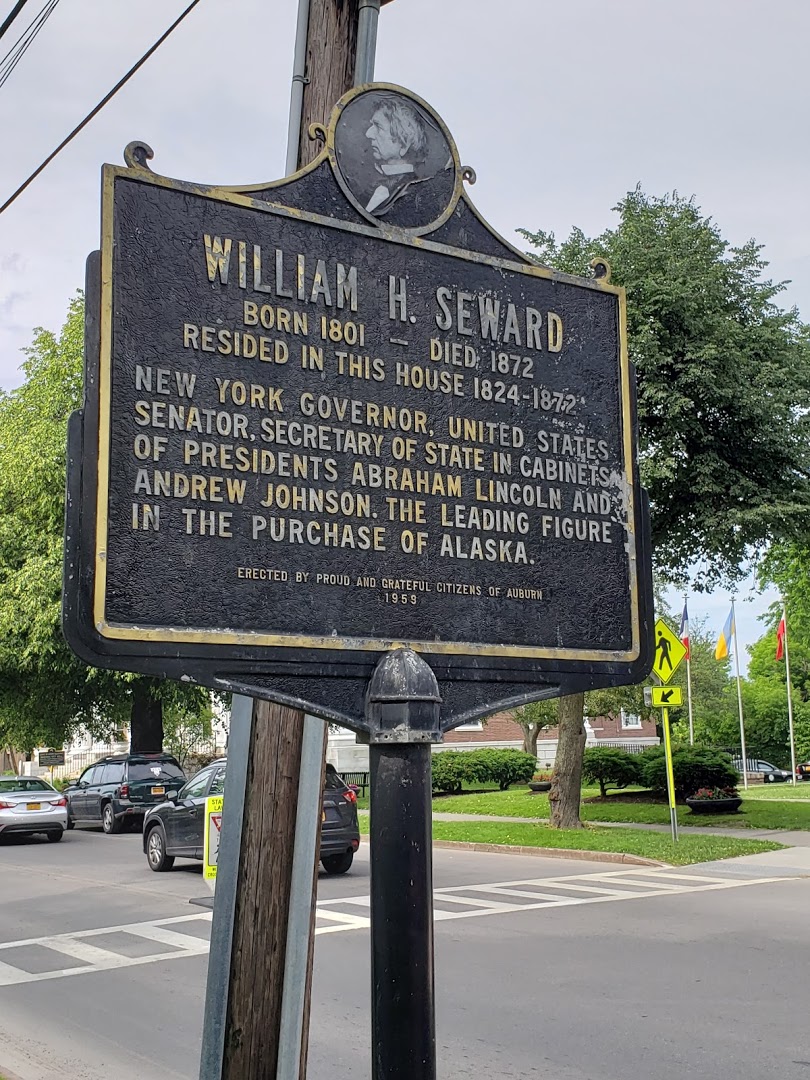 WILLIAM H. SEWARD
BORN 1801 — DIED, 1872
RESIDED IN THIS HOUSE 1824-1872
NEW YORK GOVERNOR, UNITED STATES
SENATOR, SECRETARY OF STATE IN CABINETS
OF PRESIDENTS ABRAHAM LINCOLN AND
ANDREW JOHNSON. THE LEADING FIGURE
IN THE PURCHASE OF ALASKA.
ERECTED BY PROUD AND GRATEFUL CITIZENS OF AUBURN
1959